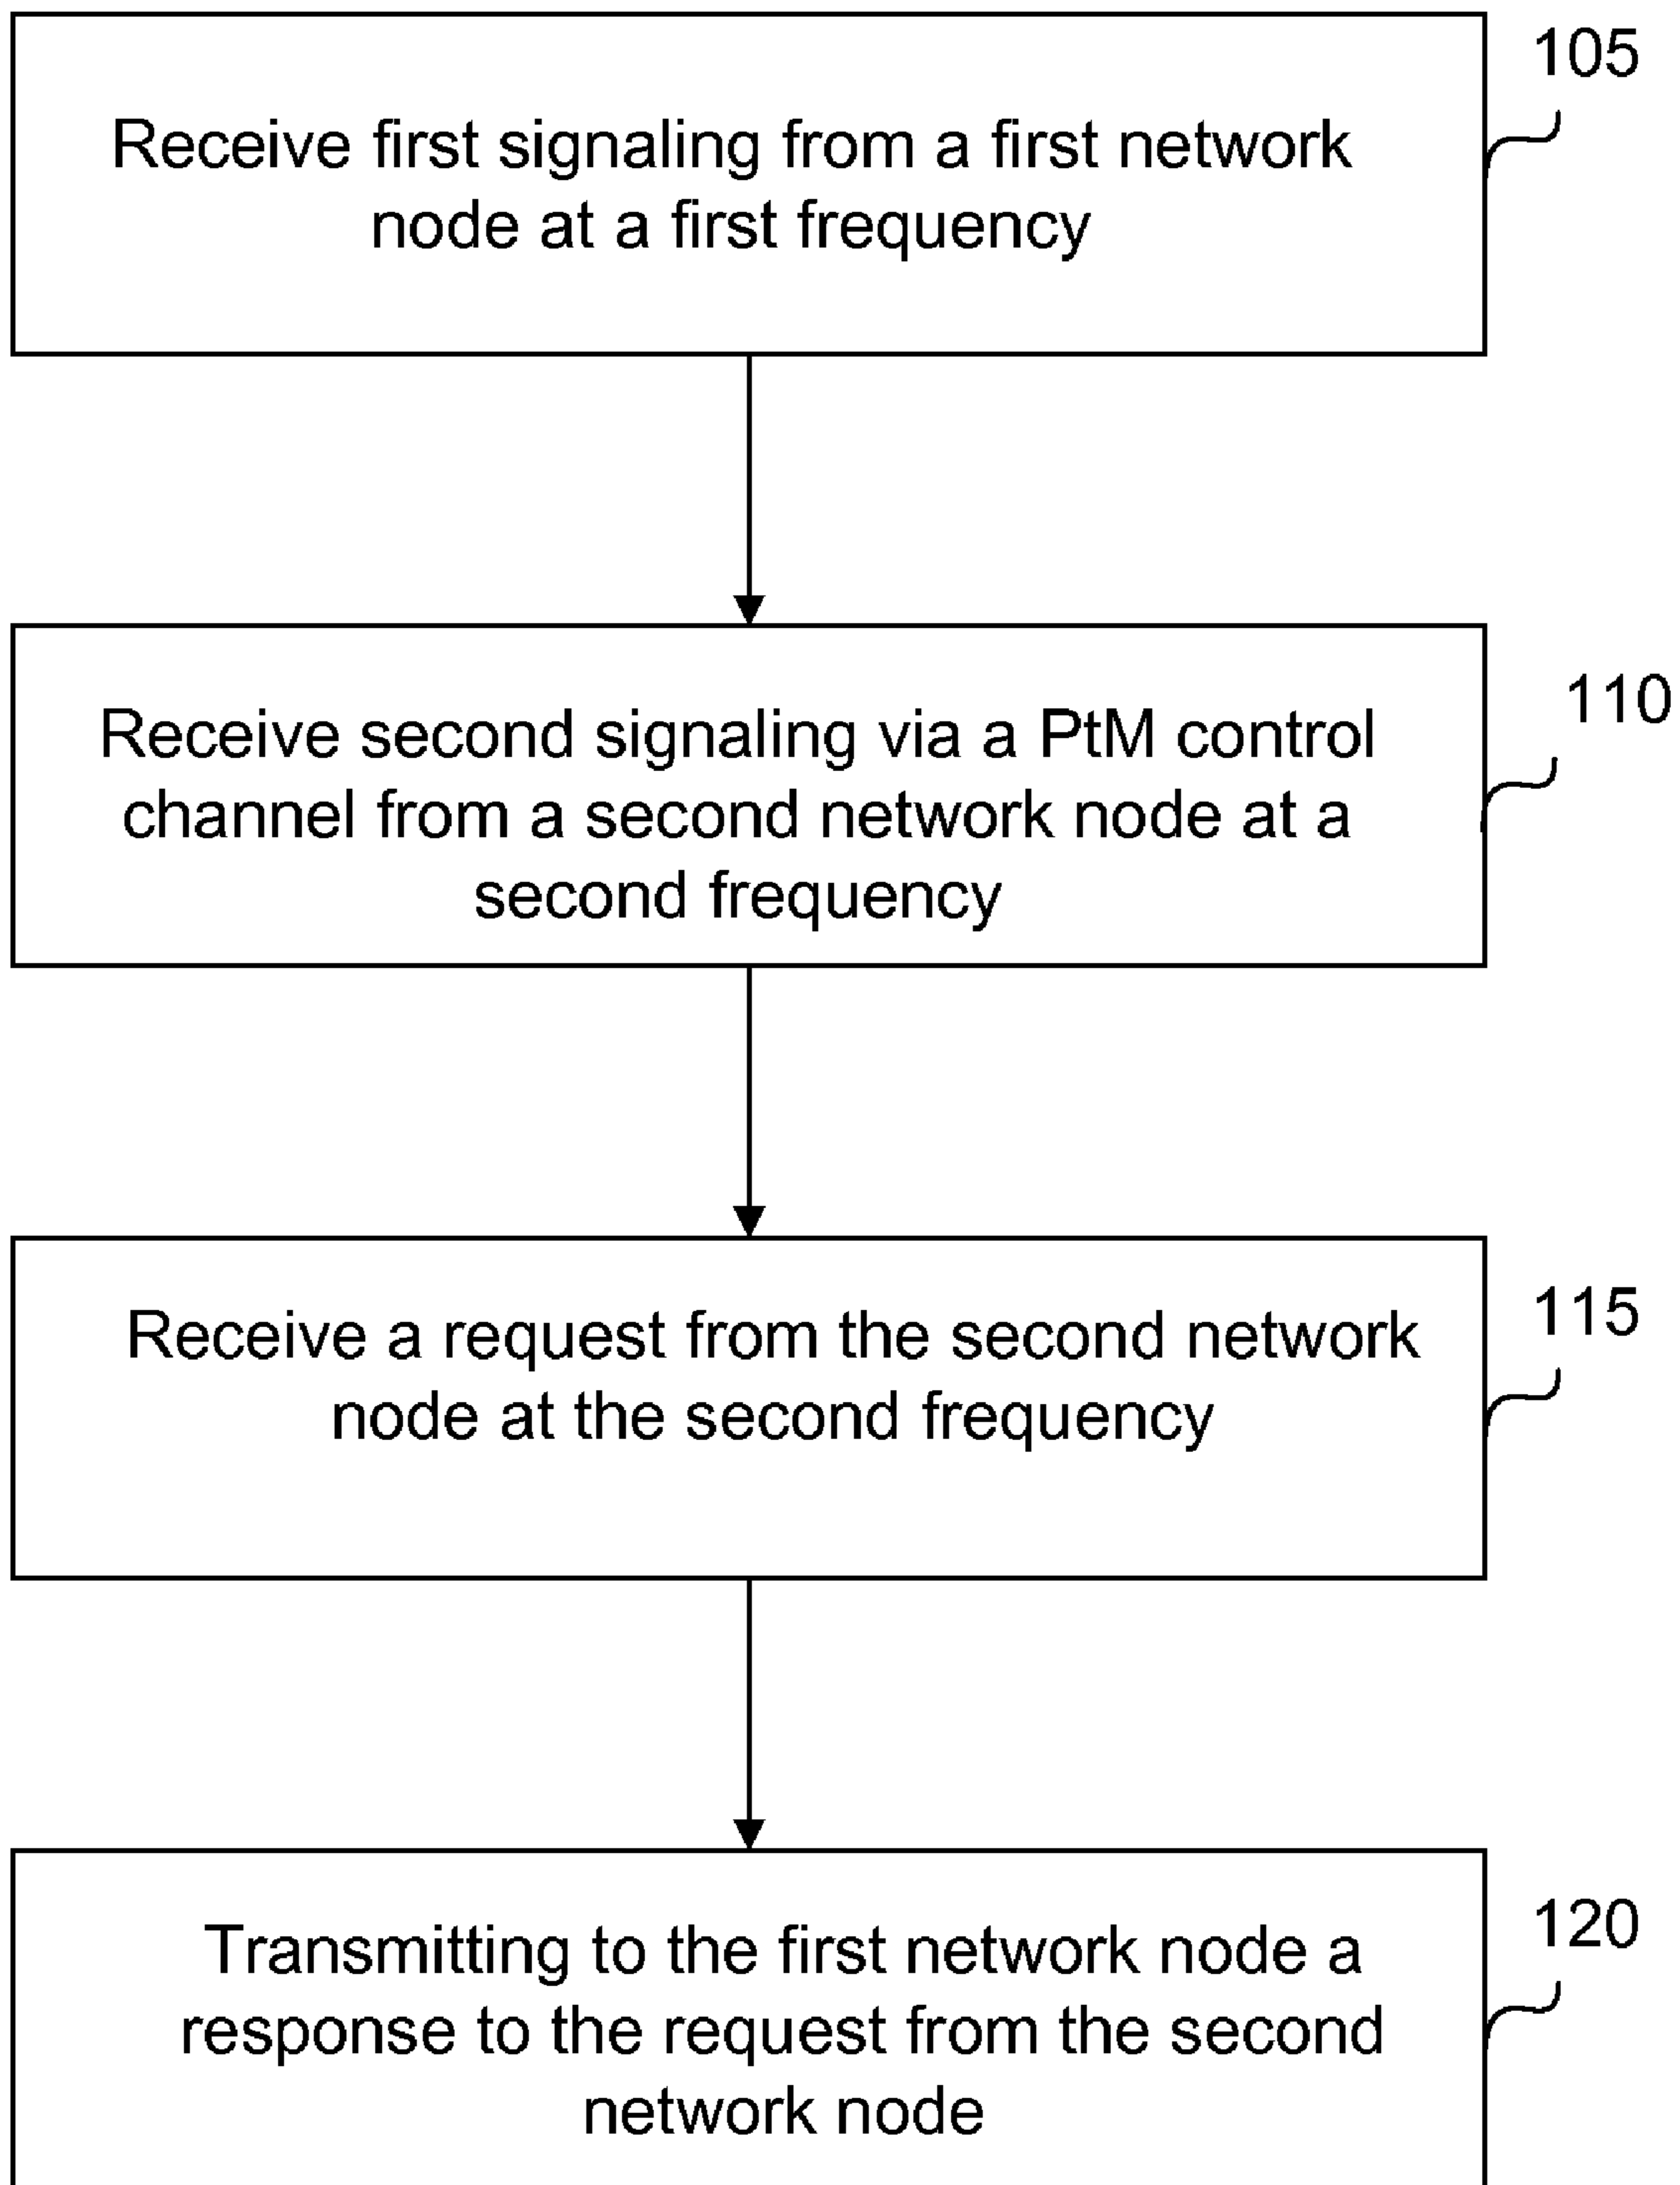 105
Receive first signaling from a first network
node at a first frequency
110
Receive second signaling via a PtM control
channel from a second network node at a
second frequency
115
Receive a request from the second network
node at the second frequency
120
Transmitting to the first network node a
response to the request from the second
network node